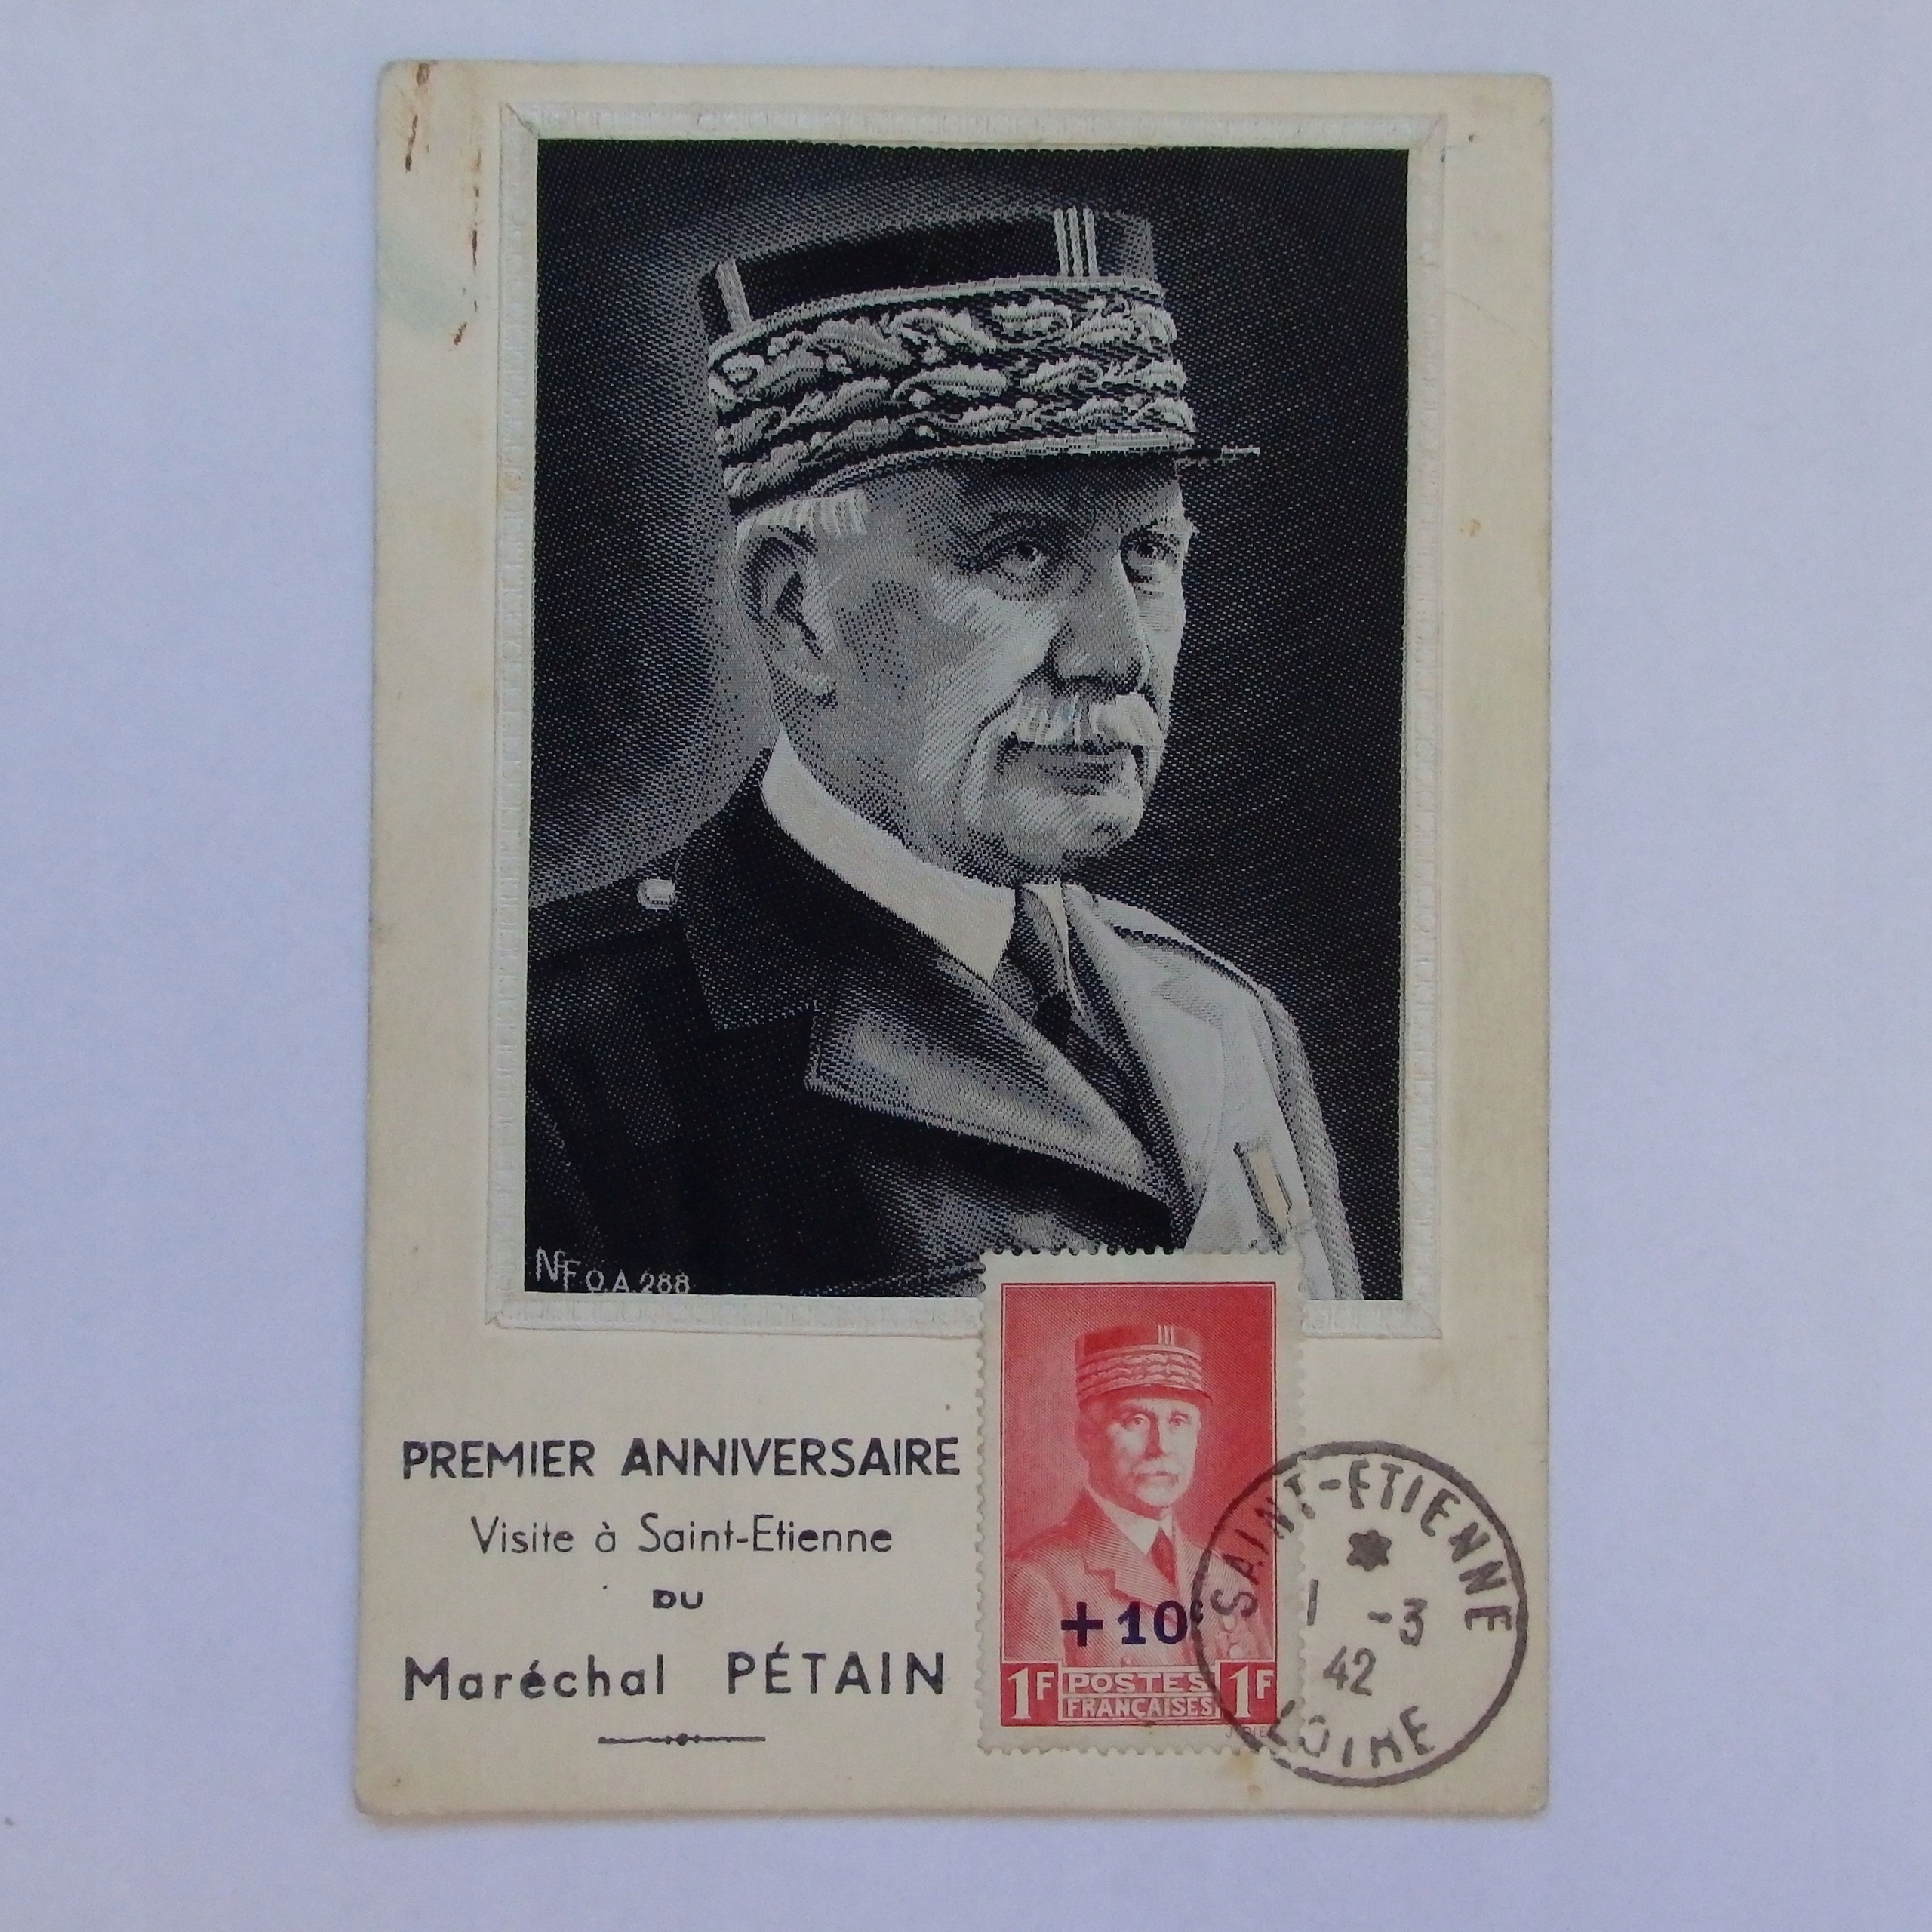 NF O.A.288
PREMIER ANNIVERSAIRE
Visite à Saint-Etienne
DU
Maréchal PÉTAIN
+10c
1F POSTES FRANÇAISES 1F
SAINT-ETIENNE
1 -3
42
LOIRE